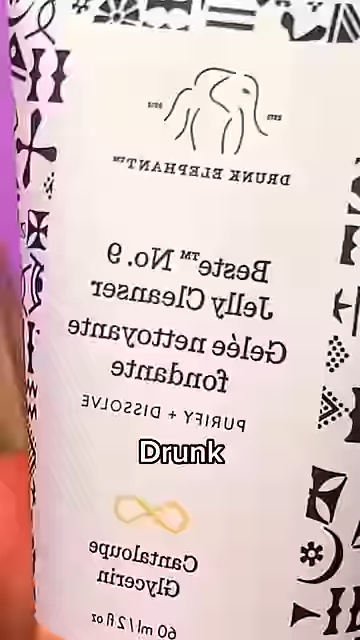 DRUNK ELEPHANT™
Beste™ No.9
Jelly Cleanser
Gelée nettoyante
fondante
PURIFY + DISSOLVE
Drunk
Cantaloupe
Glycerin
60 ml / 2 fl oz